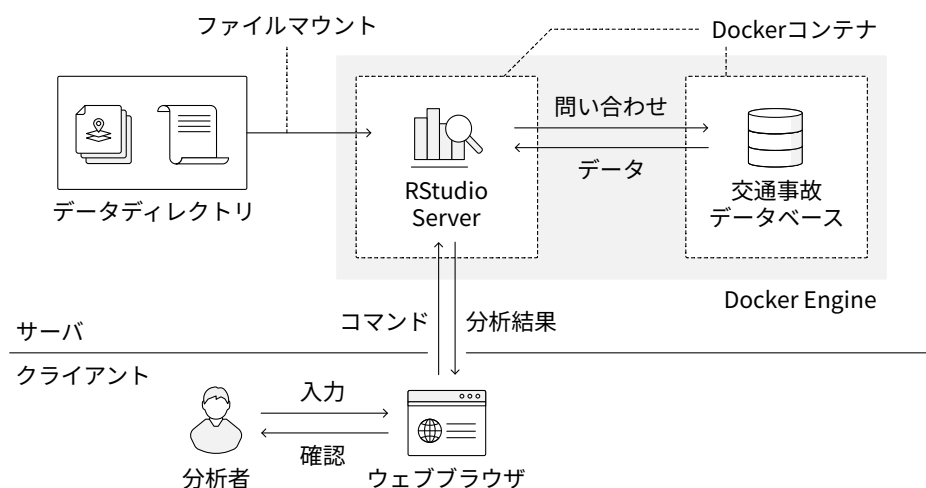 ファイルマウント
Dockerコンテナ
問い合わせ
データ
RStudio
Server
交通事故
データベース
データディレクトリ
Docker Engine
コマンド
分析結果
サーバ
クライアント
入力
確認
分析者
ウェブブラウザ